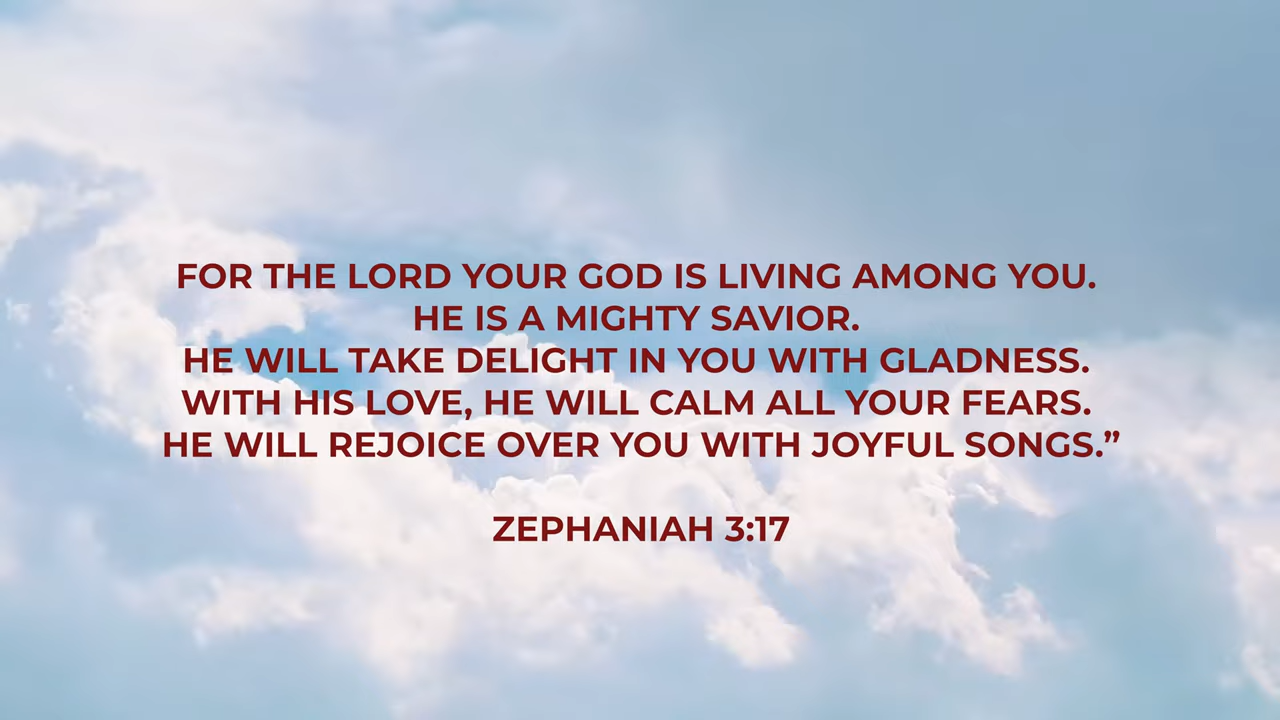 FOR THE LORD YOUR GOD IS LIVING AMONG YOU.
HE IS A MIGHTY SAVIOR.
HE WILL TAKE DELIGHT IN YOU WITH GLADNESS.
WITH HIS LOVE, HE WILL CALM ALL YOUR FEARS.
HE WILL REJOICE OVER YOU WITH JOYFUL SONGS.”
ZEPHANIAH 3:17